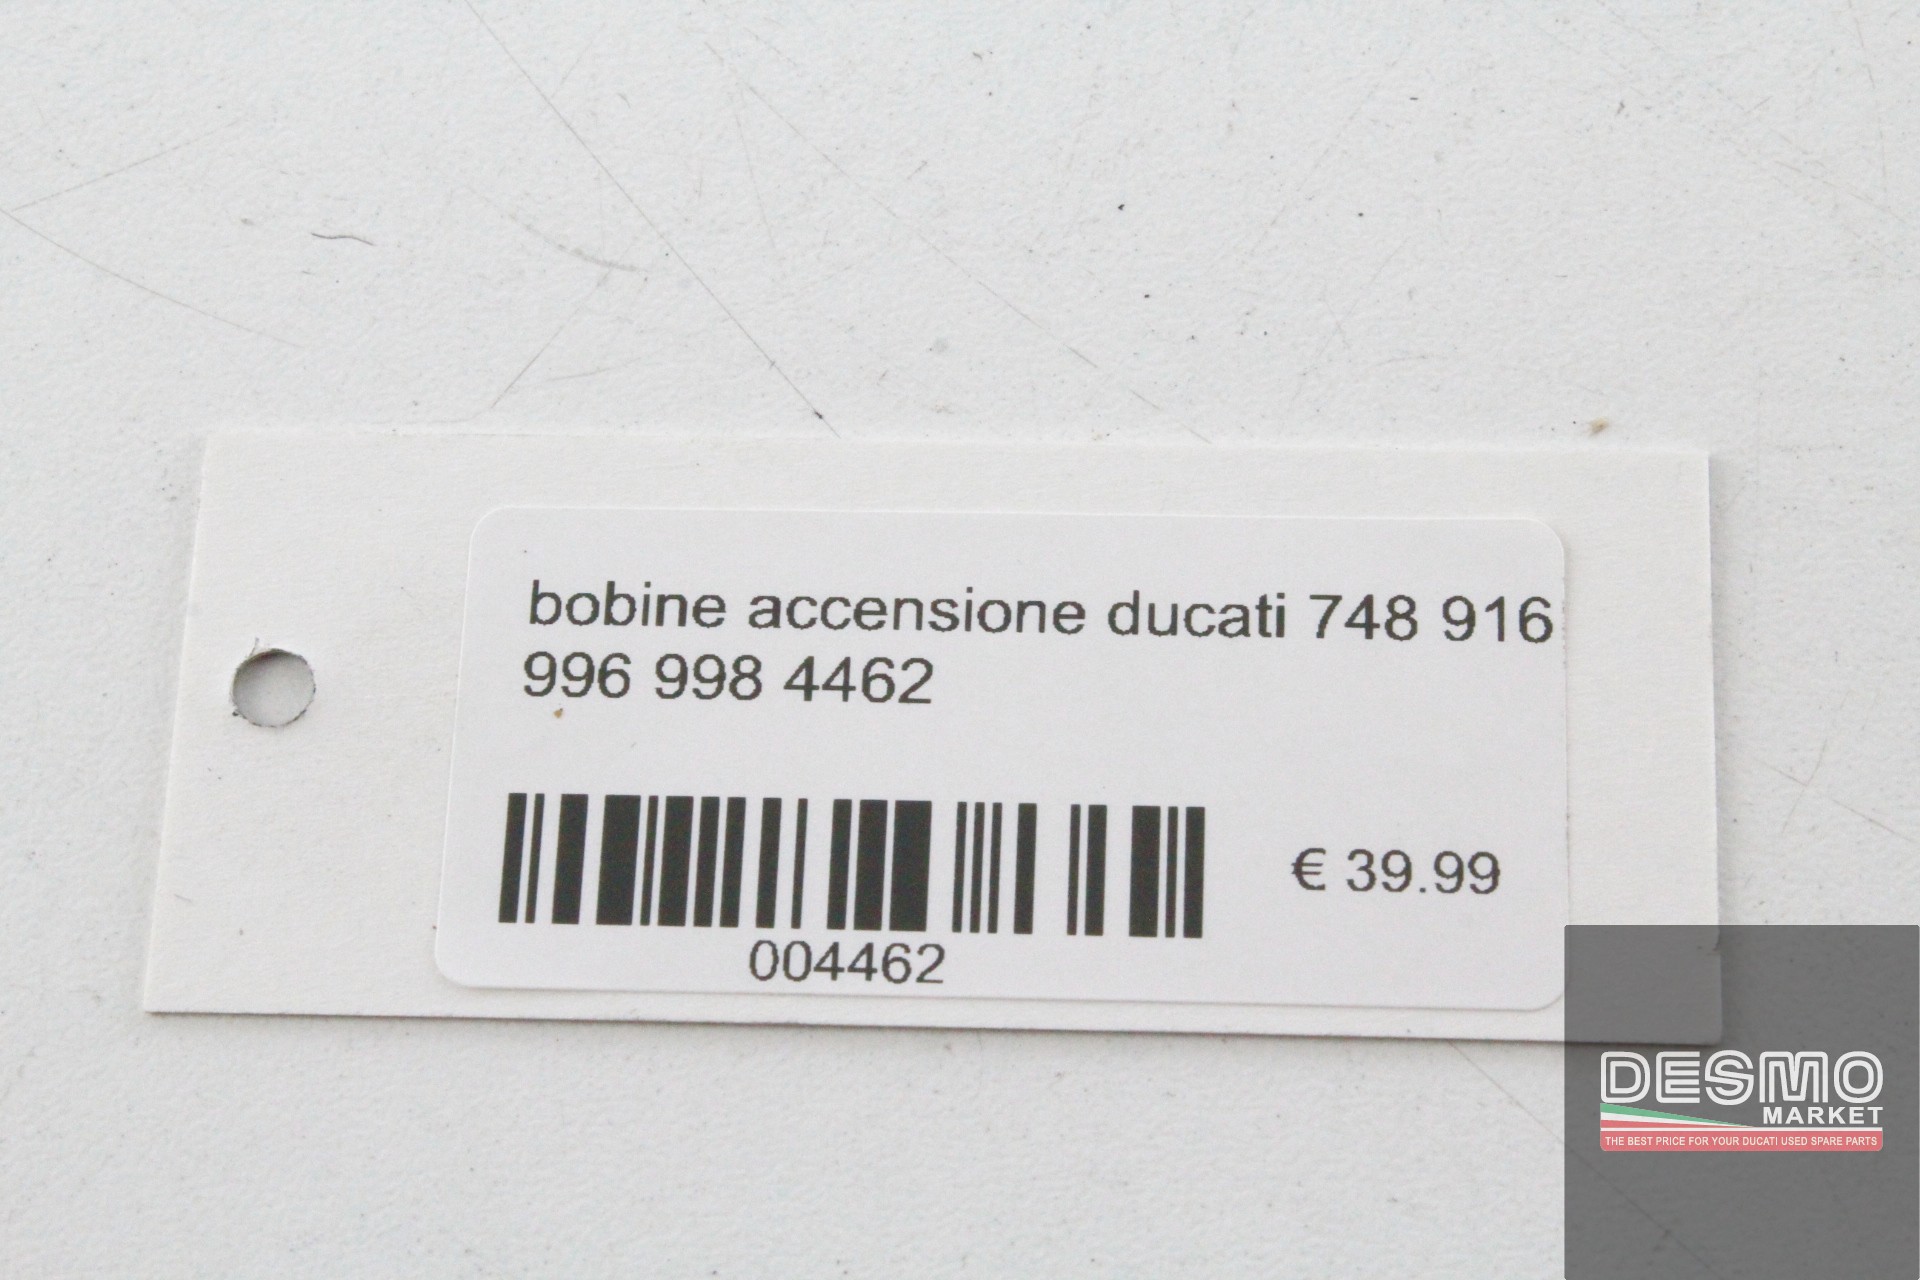 bobine accensione ducati 748 916
996 998 4462
€ 39.99
004462
DESMO
MARKET
THE BEST PRICE FOR YOUR DUCATI USED SPARE PARTS